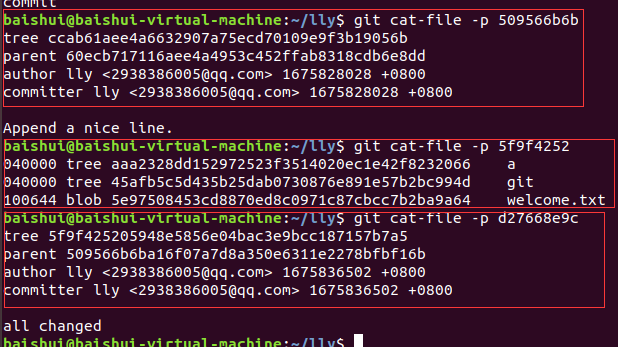 commit
baishui@baishui-virtual-machine:~/lly$ git cat-file -p 509566b6b
tree ccab61aee4a6632907a75ecd70109e9f3b19056b
parent 60ecb717116aee4a4953c452ffab8318cdb6e8dd
author lly <2938386005@qq.com> 1675828028 +0800
committer lly <2938386005@qq.com> 1675828028 +0800
Append a nice line.
baishui@baishui-virtual-machine:~/lly$ git cat-file -p 5f9f4252
040000 tree aaa2328dd152972523f3514020ec1e42f8232066 a
040000 tree 45afb5c5d435b25dab0730876e891e57b2bc994d git
100644 blob 5e97508453cd8870ed8c0971c87cbcc7b2ba9a64 welcome.txt
baishui@baishui-virtual-machine:~/lly$ git cat-file -p d27668e9c
tree 5f9f425205948e5856e04bac3e9bcc187157b7a5
parent 509566b6ba16f07a7d8a350e6311e2278bfbf16b
author lly <2938386005@qq.com> 1675836502 +0800
committer lly <2938386005@qq.com> 1675836502 +0800
all changed
baishui@baishui-virtual-machine:~/lly$